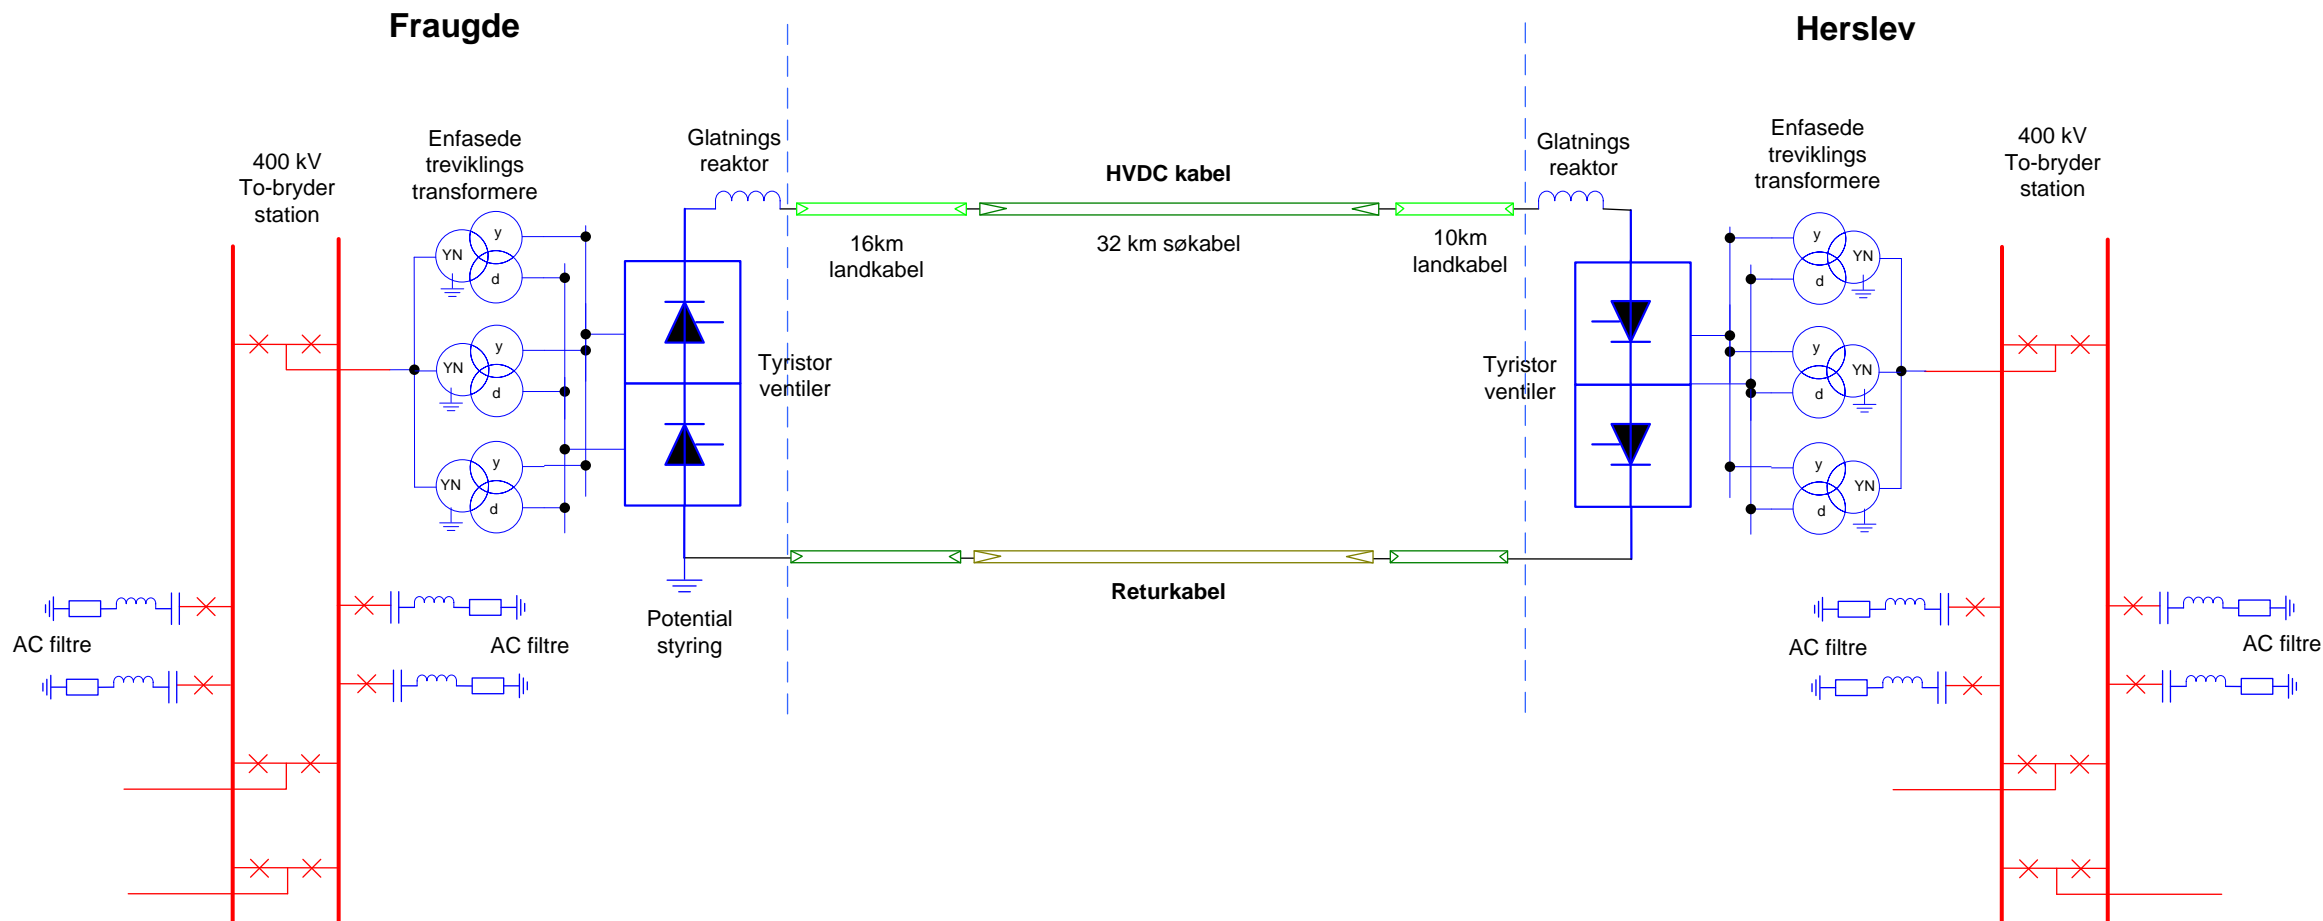 Fraugde
Herslev
400 kV
To-bryder
station
Enfasede
treviklings
transformere
Glatnings
reaktor
HVDC kabel
Glatnings
reaktor
Enfasede
treviklings
transformere
400 kV
To-bryder
station
16km
landkabel
32 km søkabel
10km
landkabel
y
YN
d
y
YN
d
y
YN
d
Tyristor
ventiler
Tyristor
ventiler
y
YN
d
y
YN
d
y
YN
d
Returkabel
Potential
styring
AC filtre
AC filtre
AC filtre
AC filtre